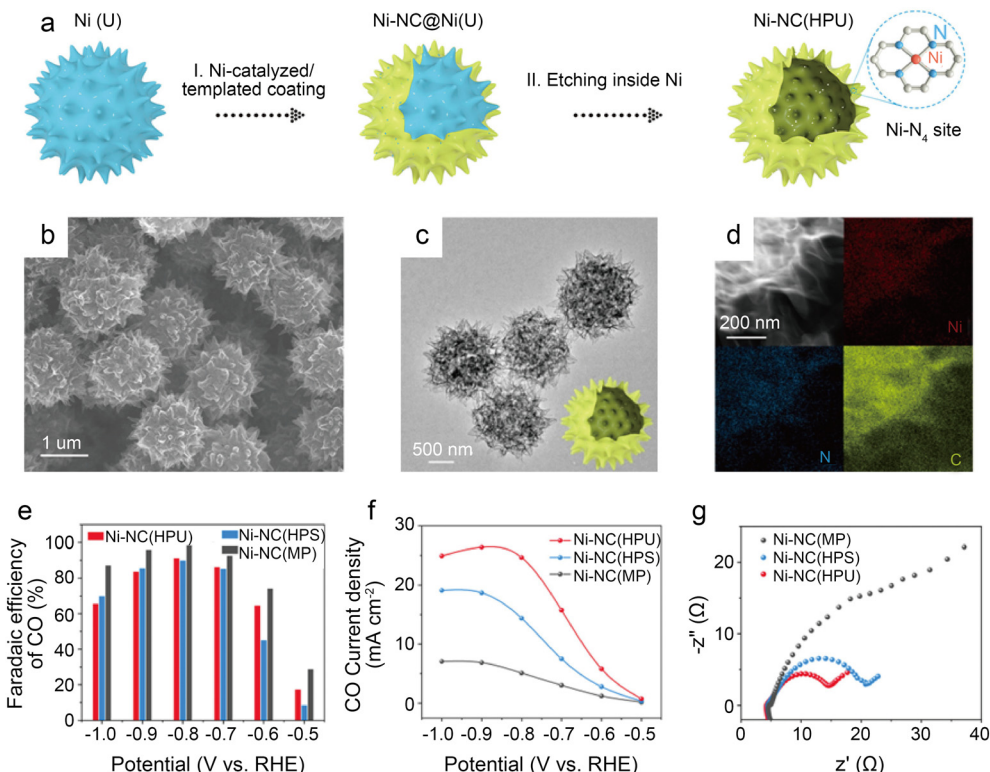 a
Ni (U)
Ni-NC@Ni(U)
Ni-NC(HPU)
I. Ni-catalyzed/
templated coating
II. Etching inside Ni
N
Ni
Ni-N₄ site
b
1 um
c
500 nm
d
200 nm
Ni
N
C
e
Faradaic efficiency
of CO (%)
100
80
60
40
20
0
Ni-NC(HPU)
Ni-NC(HPS)
Ni-NC(MP)
-1.0 -0.9 -0.8 -0.7 -0.6 -0.5
Potential (V vs. RHE)
f
CO Current density
(mA cm⁻²)
30
20
10
0
Ni-NC(HPU)
Ni-NC(HPS)
Ni-NC(MP)
-1.0 -0.9 -0.8 -0.7 -0.6 -0.5
Potential (V vs. RHE)
g
-z" (Ω)
-20
-10
0
Ni-NC(MP)
Ni-NC(HPS)
Ni-NC(HPU)
0 10 20 30 40
z' (Ω)